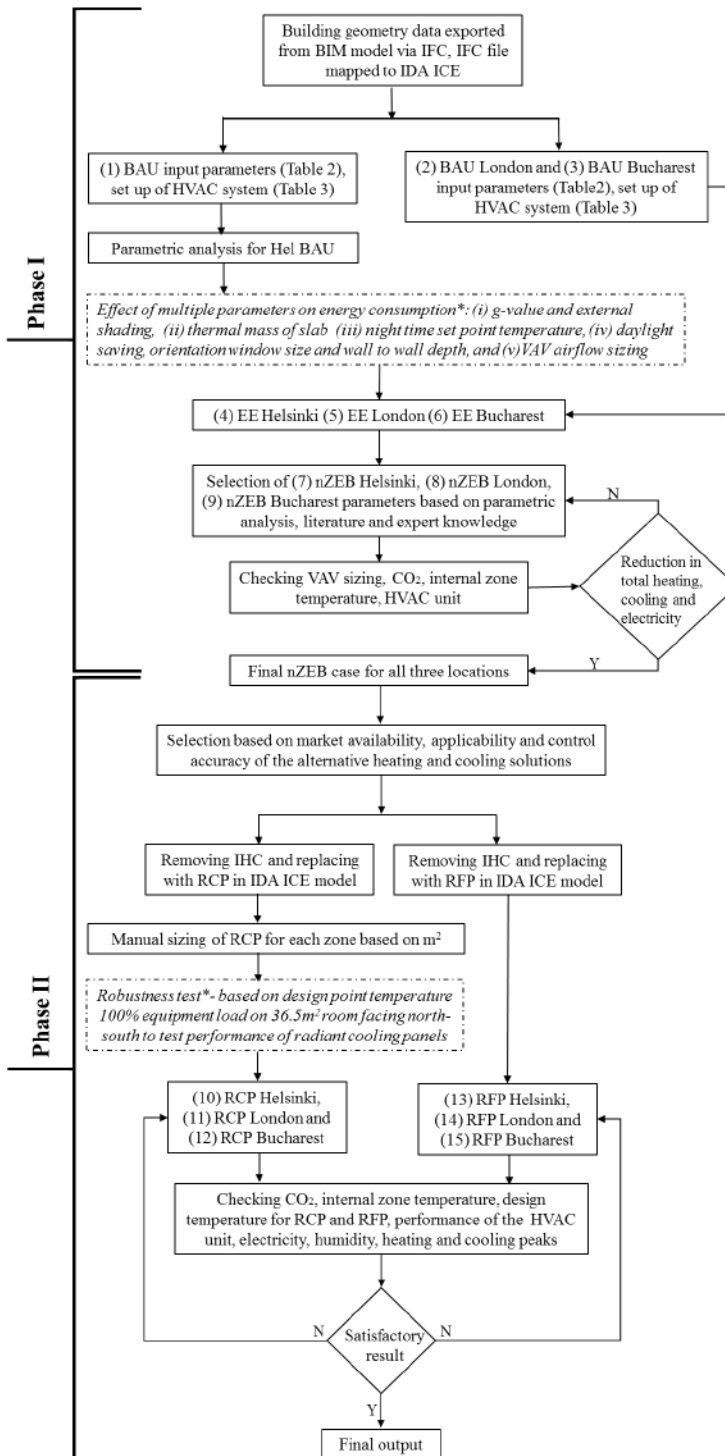 Building geometry data exported
from BIM model via IFC, IFC file
mapped to IDA ICE
(1) BAU input parameters (Table 2),
set up of HVAC system (Table 3)
(2) BAU London and (3) BAU Bucharest
input parameters (Table2), set up of
HVAC system (Table 3)
Parametric analysis for Hel BAU
Phase I
Effect of multiple parameters on energy consumption*: (i) g-value and external
shading, (ii) thermal mass of slab (iii) night time set point temperature, (iv) daylight
saving, orientation window size and wall to wall depth, and (v) VAV airflow sizing
(4) EE Helsinki (5) EE London (6) EE Bucharest
Selection of (7) nZEB Helsinki, (8) nZEB London,
(9) nZEB Bucharest parameters based on parametric
analysis, literature and expert knowledge
N
Checking VAV sizing, CO₂, internal zone
temperature, HVAC unit
Reduction in
total heating,
cooling and
electricity
Y
Final nZEB case for all three locations
Selection based on market availability, applicability and control
accuracy of the alternative heating and cooling solutions
Removing IHC and replacing
with RCP in IDA ICE model
Removing IHC and replacing
with RFP in IDA ICE model
Manual sizing of RCP for each zone based on m²
Phase II
Robustness test*- based on design point temperature
100% equipment load on 36.5m² room facing north-
south to test performance of radiant cooling panels
(10) RCP Helsinki,
(11) RCP London and
(12) RCP Bucharest
(13) RFP Helsinki,
(14) RFP London and
(15) RFP Bucharest
Checking CO₂, internal zone temperature, design
temperature for RCP and RFP, performance of the HVAC
unit, electricity, humidity, heating and cooling peaks
N
Satisfactory
result
N
Y
Final output